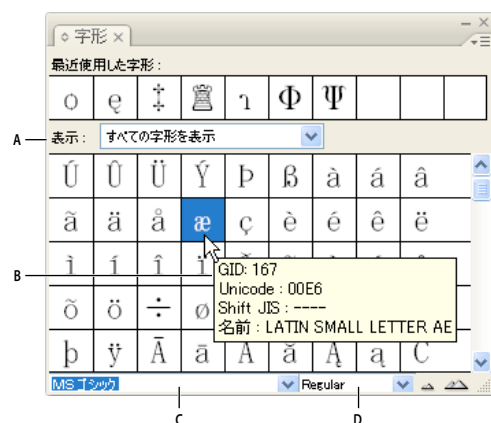 字形 ×
最近使用した字形 :
○ ę ‡ ɿ Φ Ψ
A
表示 : すべての字形を表示
Ú Û Ü Ý Þ ß à á â
ã ä å æ ç è é ê ë
B
ì í î ï
GID: 167
Unicode : 00E6
Shift JIS : ----
名前 : LATIN SMALL LETTER AE
õ ö ÷ ø
þ ÿ Ā ā ă Ą ą
MS ゴシック Regular
C D